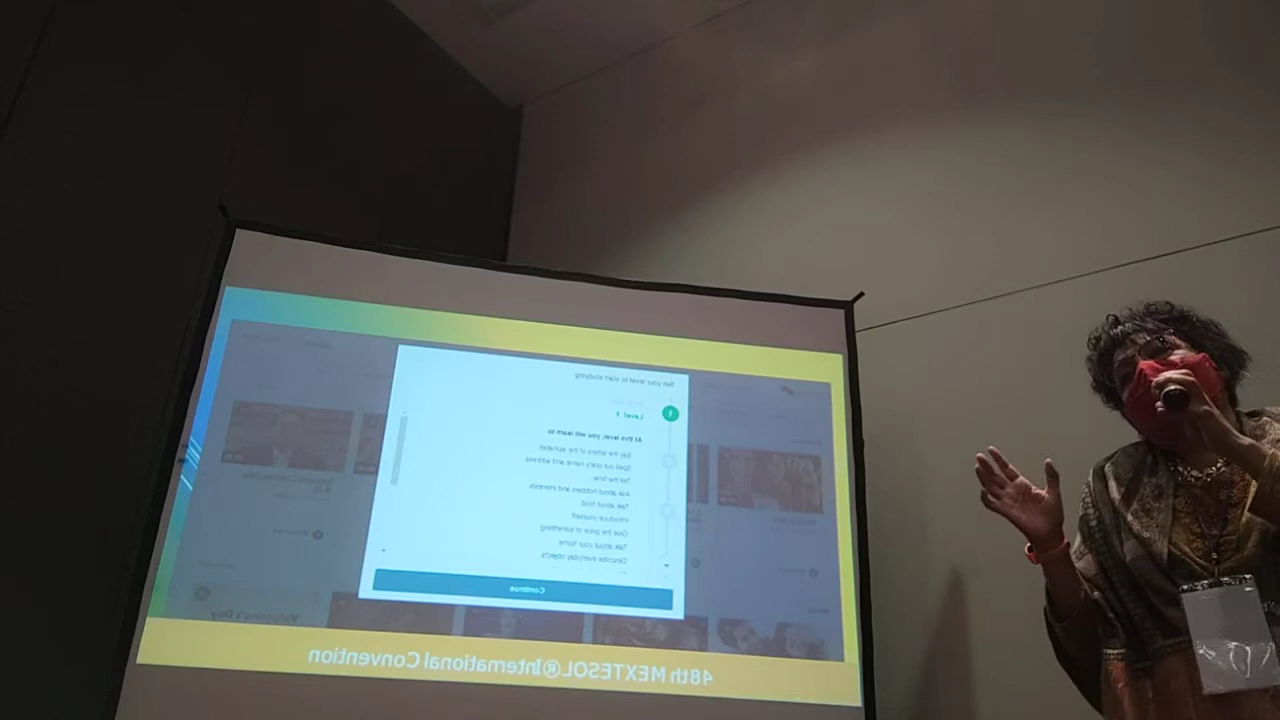 Set your level to start studying
Beginner
1
Level 1
At this level, you will learn to
Say the letters of the alphabet
Spell out one's name and address
Tell the time
Ask about hobbies and interests
Talk about food
Introduce yourself
Give the price of something
Talk about your home
Describe everyday objects
Continue
Valentine's Day
48th MEXTESOL® International Convention